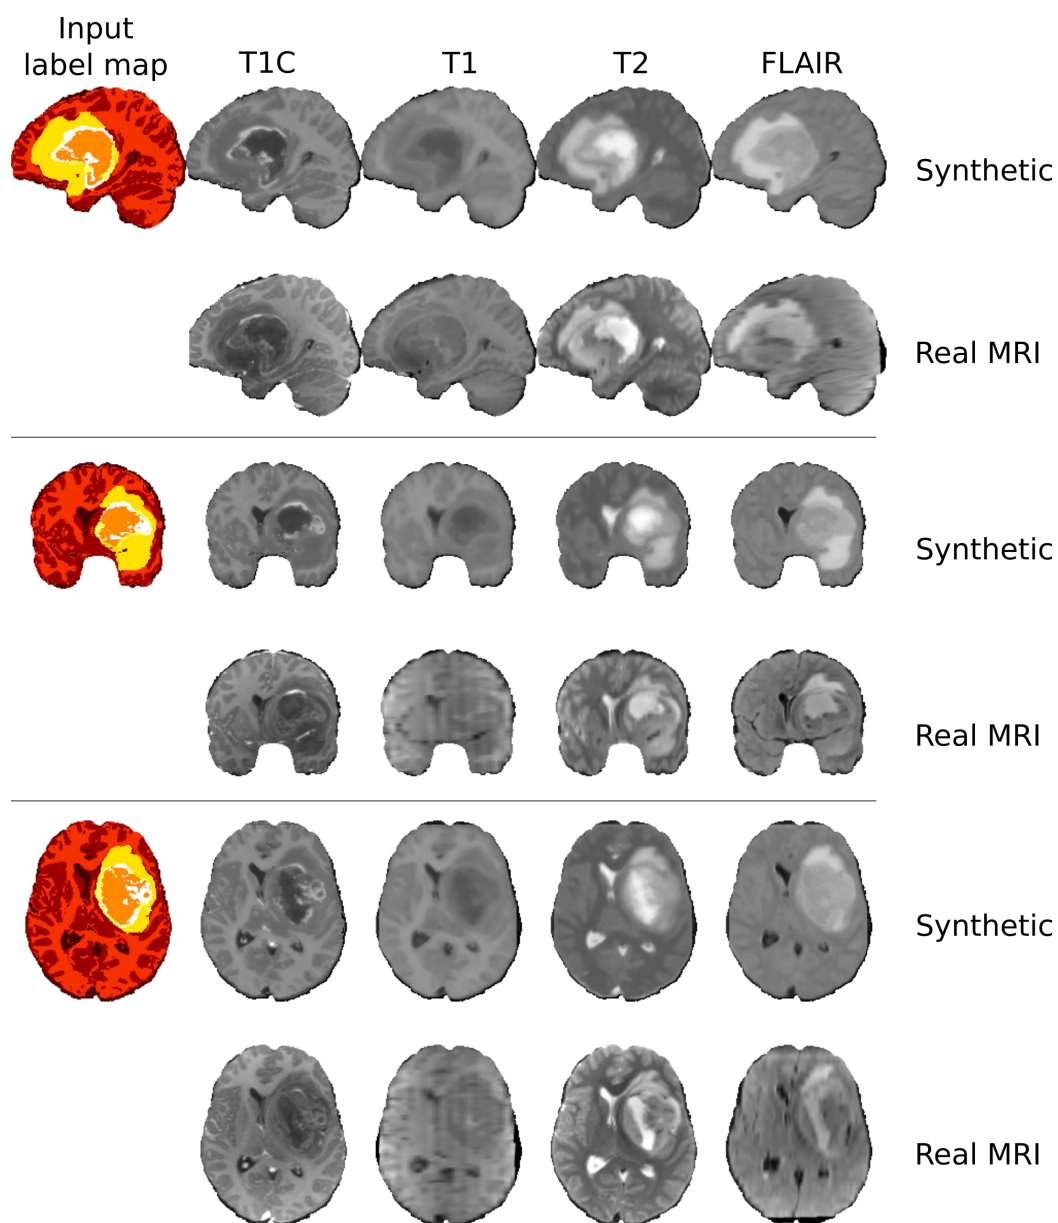 Input
label map
T1C
T1
T2
FLAIR
Synthetic
Real MRI
Synthetic
Real MRI
Synthetic
Real MRI